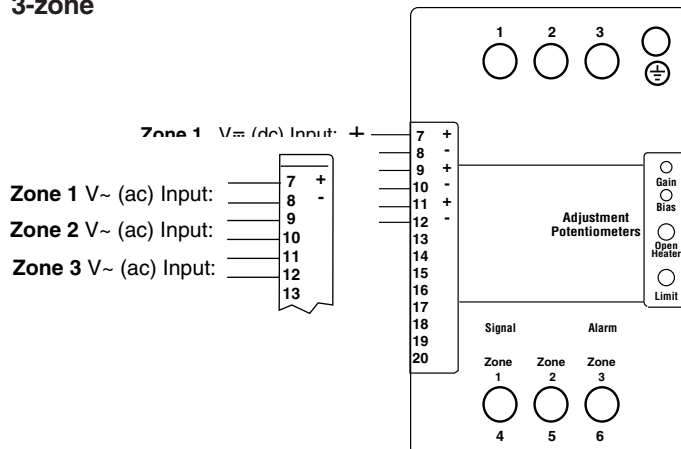 3-zone
1 2 3
Zone 1 V⎓ (dc) Input: +
7 +
8 -
9 +
10 -
11 +
12 -
13
14
15
16
17
18
19
20
7 +
8 -
9
10
11
12
13
Zone 1 V~ (ac) Input:
Zone 2 V~ (ac) Input:
Zone 3 V~ (ac) Input:
Adjustment
Potentiometers
Gain
Bias
Open
Heater
Limit
Signal Alarm
Zone Zone Zone
1 2 3
4 5 6